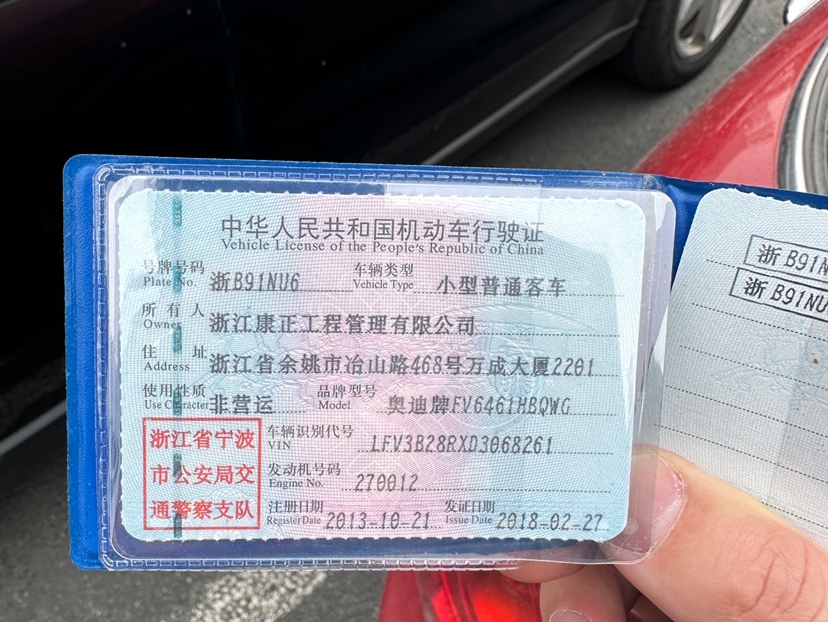 中华人民共和国机动车行驶证
Vehicle License of the People's Republic of China
号牌号码 浙B91NU6 车辆类型 小型普通客车
Plate No. Vehicle Type
所有人 浙江康正工程管理有限公司
Owner
住址 浙江省余姚市冶山路468号万成大厦2201
Address
使用性质 非营运 品牌型号 奥迪牌FV6461HBQWG
Use Character Model
浙江省宁波
市公安局交
通警察支队
车辆识别代号 LFV3B28RXD3068261
VIN
发动机号码 270012
Engine No.
注册日期 2013-10-21 发证日期 2018-02-27
Register Date Issue Date
浙B91N
浙B91NU